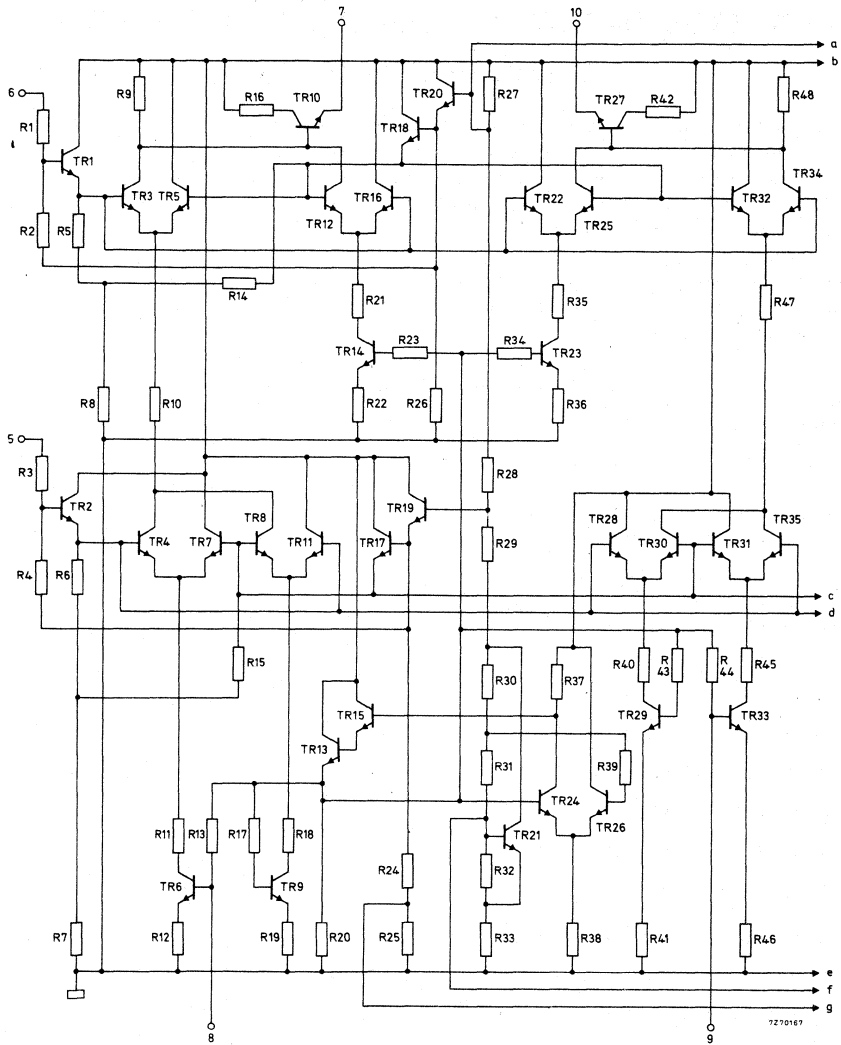 7
10
a
b
6
R9
R16
TR10
TR20
R27
TR27
R42
R48
R1
TR18
TR1
TR3
TR5
TR12
TR16
TR22
TR25
TR32
TR34
R2
R5
R14
R21
R35
R47
TR14
R23
R34
TR23
R8
R10
R22
R26
R36
5
R3
R28
TR2
TR4
TR7
TR8
TR11
TR17
TR19
R29
TR28
TR30
TR31
TR35
R4
R6
c
d
R15
R30
R37
R40
R
43
R
44
R45
TR15
TR29
TR33
TR13
R31
R39
TR24
TR26
R11
R13
R17
R18
TR21
R24
R32
TR6
TR9
R7
R12
R19
R20
R25
R33
R38
R41
R46
e
f
g
7Z70167
8
9